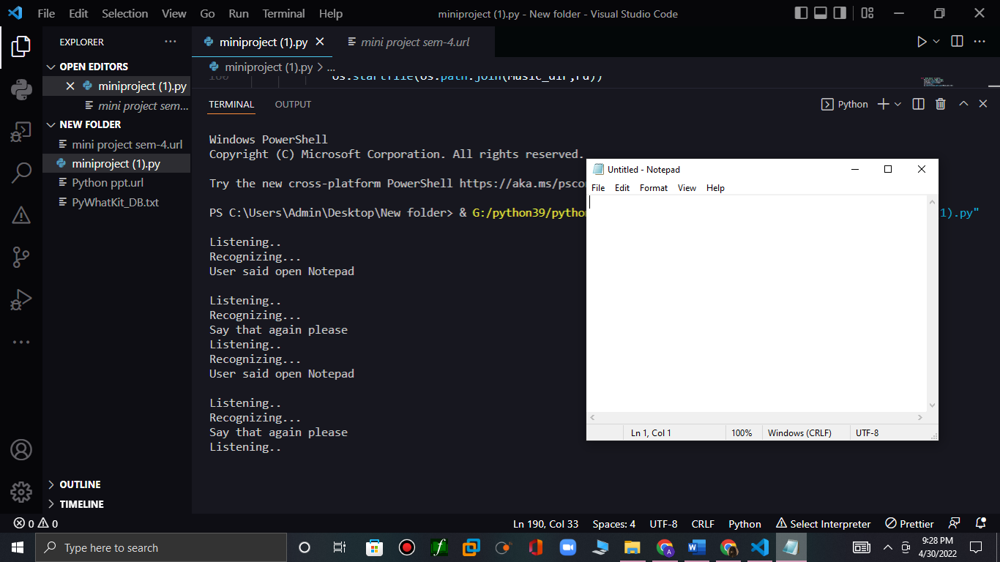 File Edit Selection View Go Run Terminal Help
miniproject (1).py - New folder - Visual Studio Code
EXPLORER
miniproject (1).py
mini project sem-4.url
OPEN EDITORS
miniproject (1).py > ...
miniproject (1).py
os.startfile(os.path.join(Music_dir,rd))
mini project sem...
TERMINAL OUTPUT
Python
NEW FOLDER
mini project sem-4.url
miniproject (1).py
Python ppt.url
PyWhatKit_DB.txt
Windows PowerShell
Copyright (C) Microsoft Corporation. All rights reserved.
Try the new cross-platform PowerShell https://aka.ms/psco
PS C:\Users\Admin\Desktop\New folder> & G:/python39/python 1).py"
Listening..
Recognizing...
User said open Notepad
Listening..
Recognizing...
Say that again please
Listening..
Recognizing...
User said open Notepad
Listening..
Recognizing...
Say that again please
Listening..
Untitled - Notepad
File Edit Format View Help
Ln 1, Col 1 100% Windows (CRLF) UTF-8
OUTLINE
TIMELINE
0 0
Ln 190, Col 33 Spaces: 4 UTF-8 CRLF Python Select Interpreter Prettier
Type here to search
9:28 PM
4/30/2022